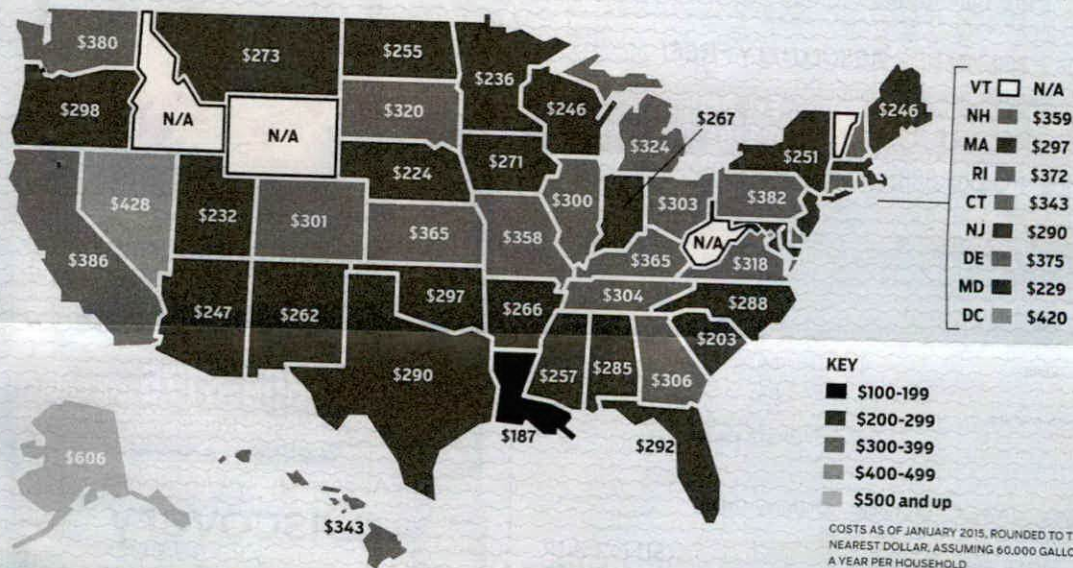 $380
$273
$255
$236
$246
$267
$246
$298
N/A
N/A
$320
$324
$251
$224
$271
$428
$232
$301
$300
$303
$382
$386
$365
$358
N/A
$365
$318
$304
$288
$247
$262
$297
$266
$203
$290
$257
$285
$306
$187
$292
$606
$343
VT N/A
NH $359
MA $297
RI $372
CT $343
NJ $290
DE $375
MD $229
DC $420
KEY
$100-199
$200-299
$300-399
$400-499
$500 and up
COSTS AS OF JANUARY 2015, ROUNDED TO T
NEAREST DOLLAR, ASSUMING 60,000 GALLO
A YEAR PER HOUSEHOLD